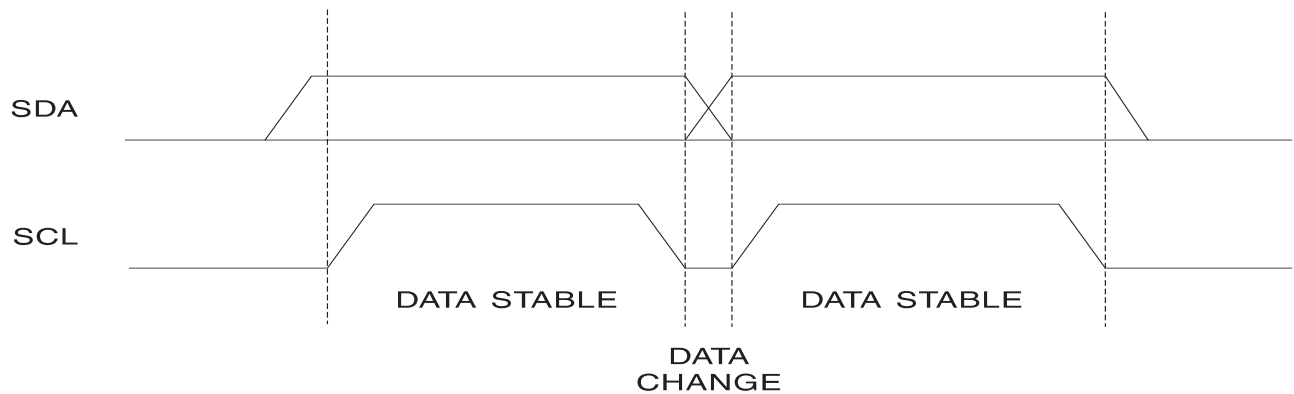 SDA
SCL
DATA STABLE
DATA STABLE
DATA
CHANGE